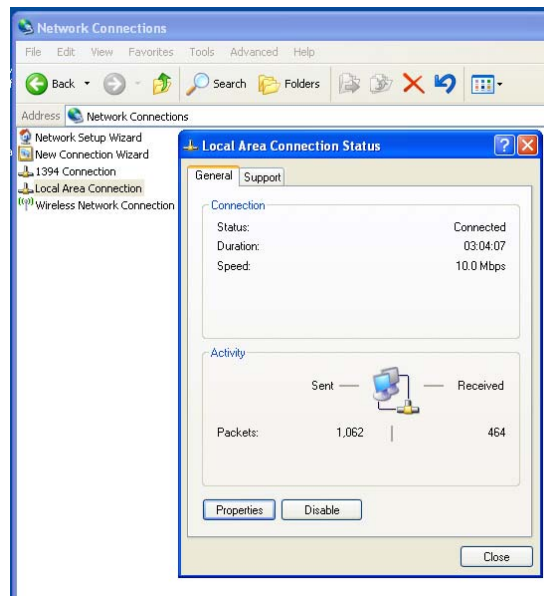 Network Connections
File Edit View Favorites Tools Advanced Help
Back Search Folders
Address Network Connections
Network Setup Wizard
New Connection Wizard
1394 Connection
Local Area Connection
Wireless Network Connection
Local Area Connection Status
General Support
Connection
Status: Connected
Duration: 03:04:07
Speed: 10.0 Mbps
Activity
Sent Received
Packets: 1,062 464
Properties Disable
Close